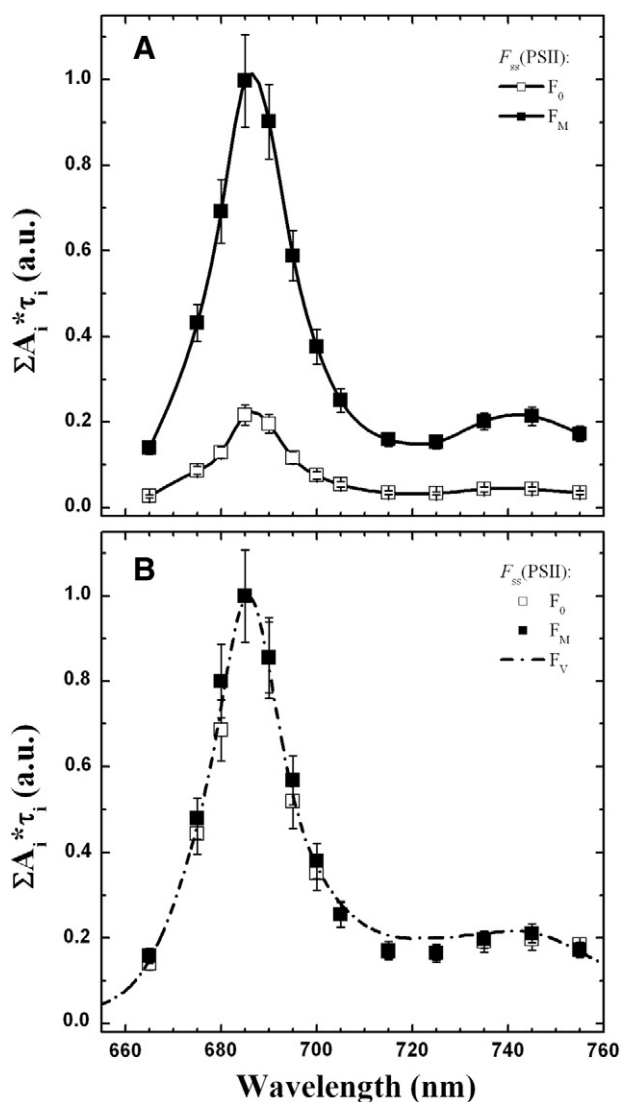 A
F_ss(PSII):
F_0
F_M
1.0
0.8
0.6
0.4
0.2
0.0
ΣA_i*τ_i (a.u.)
B
F_ss(PSII):
F_0
F_M
F_V
1.0
0.8
0.6
0.4
0.2
0.0
ΣA_i*τ_i (a.u.)
660 680 700 720 740 760
Wavelength (nm)